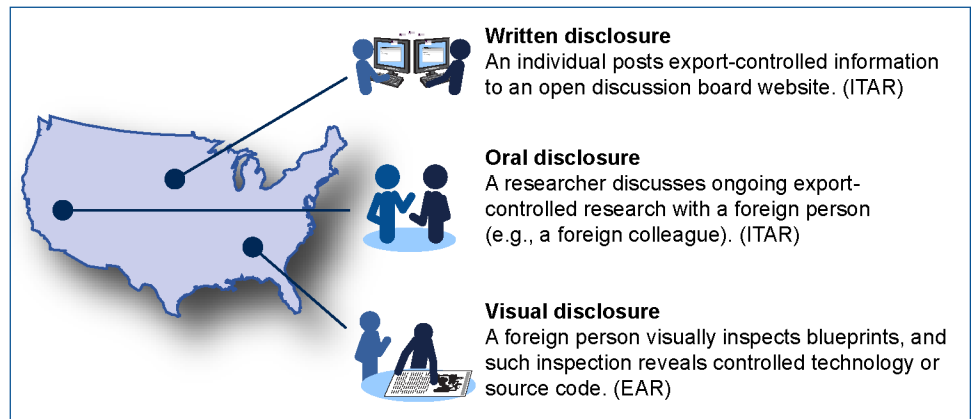 Written disclosure
An individual posts export-controlled information
to an open discussion board website. (ITAR)
Oral disclosure
A researcher discusses ongoing export-
controlled research with a foreign person
(e.g., a foreign colleague). (ITAR)
Visual disclosure
A foreign person visually inspects blueprints, and
such inspection reveals controlled technology or
source code. (EAR)